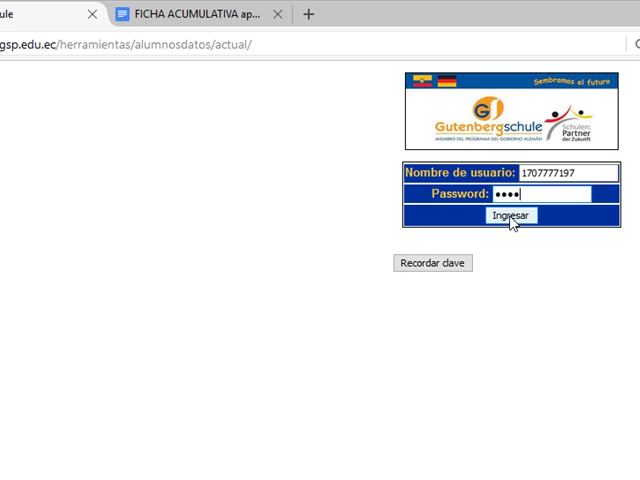 ule
FICHA ACUMULATIVA ap...
gsp.edu.ec/herramientas/alumnosdatos/actual/
Sembramos el futuro
G
Gutenbergschule
MIEMBRO DEL PROGRAMA DEL GOBIERNO ALEMÁN
Schulen:
Partner
der Zukunft
Nombre de usuario: 1707777197
Password: ••••
Ingresar
Recordar clave